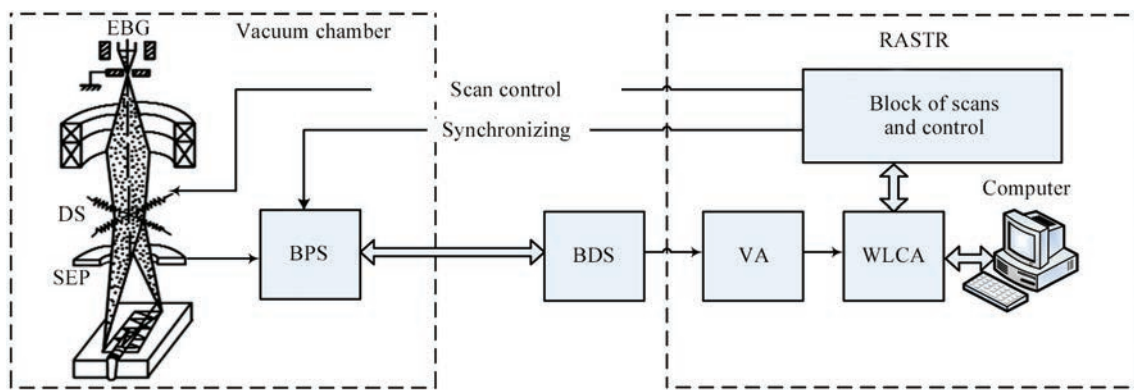 EBG
Vacuum chamber
RASTR
Scan control
Block of scans
and control
Synchronizing
Computer
DS
BPS
BDS
VA
WLCA
SEP